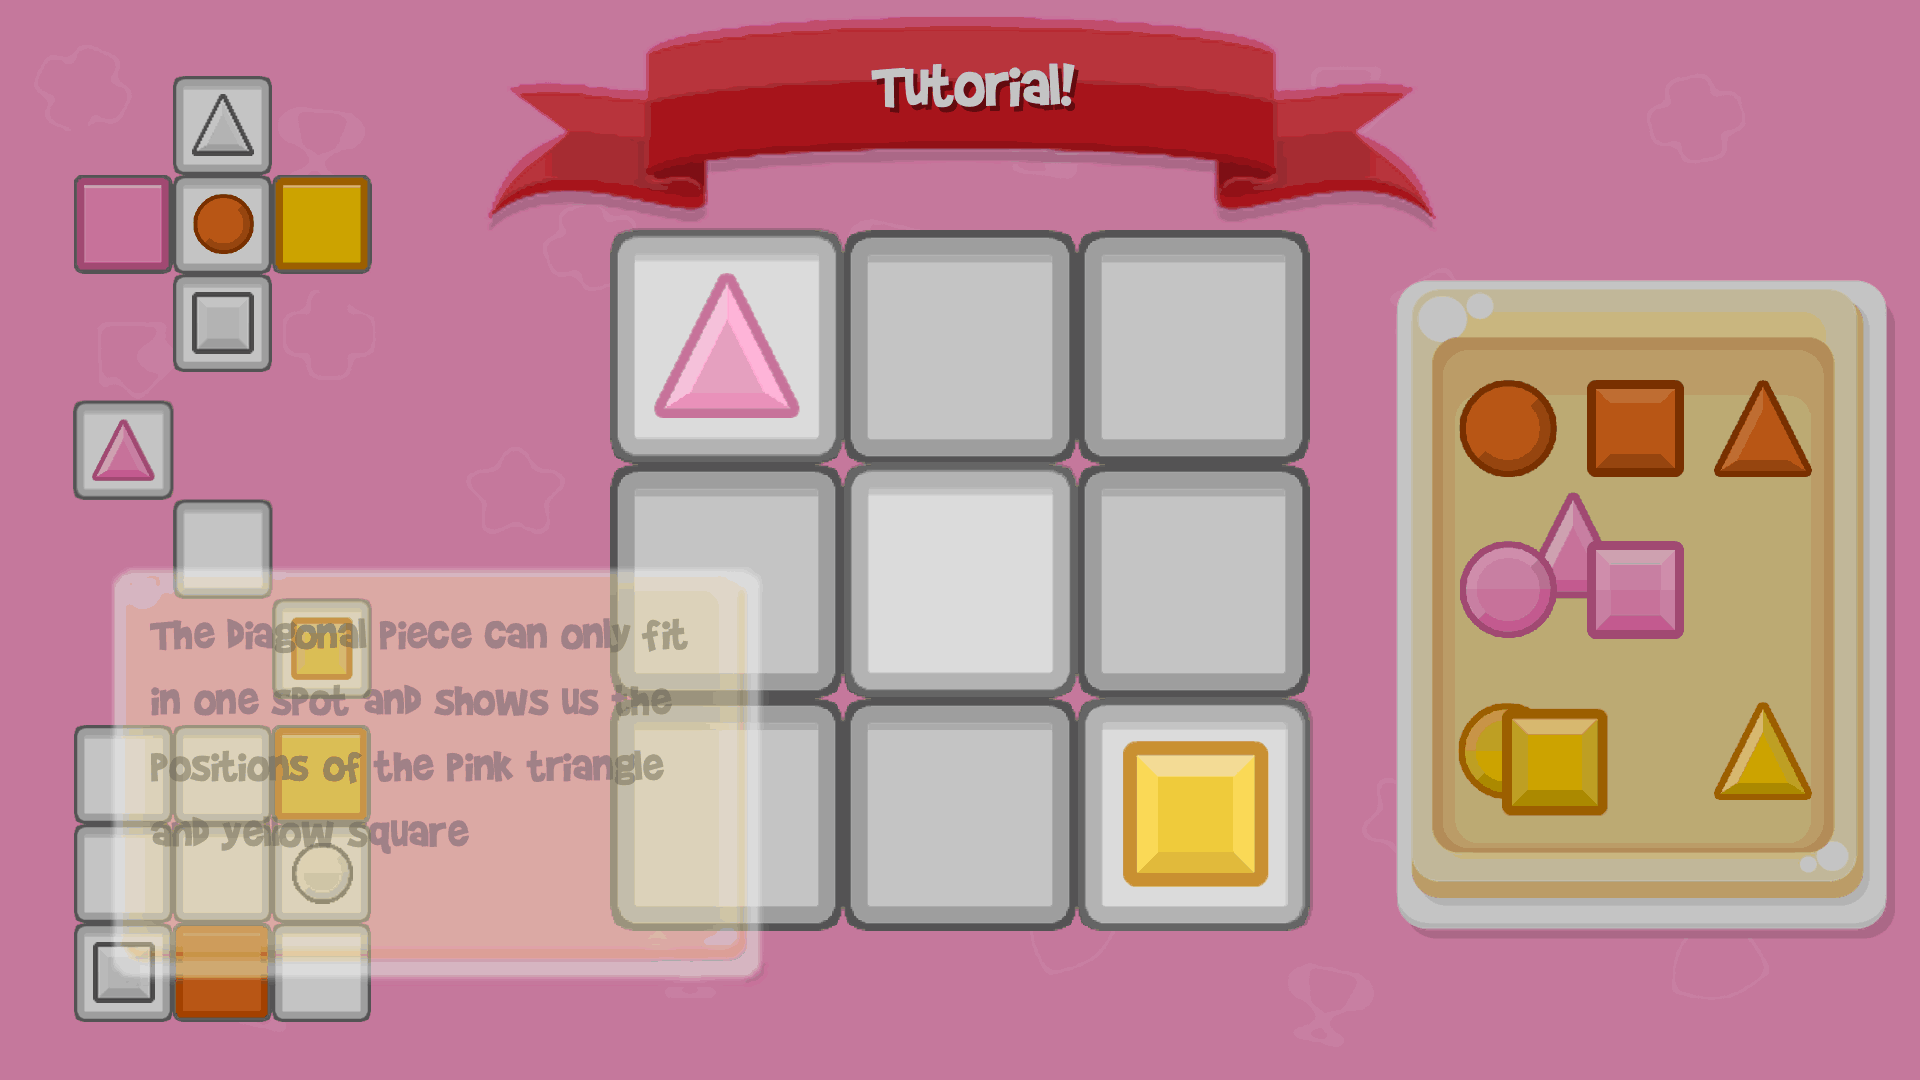 Tutorial!
The Diagonal Piece can only fit
in one spot and shows us the
Positions of the Pink triangle
and yellow square